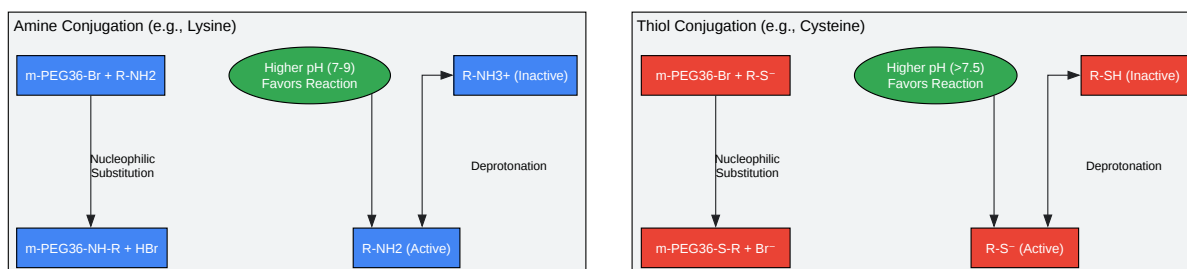 Amine Conjugation (e.g., Lysine)
m-PEG36-Br + R-NH2
Higher pH (7-9)
Favors Reaction
R-NH3+ (Inactive)
Nucleophilic
Substitution
Deprotonation
m-PEG36-NH-R + HBr
R-NH2 (Active)
Thiol Conjugation (e.g., Cysteine)
m-PEG36-Br + R-S⁻
Higher pH (>7.5)
Favors Reaction
R-SH (Inactive)
Nucleophilic
Substitution
Deprotonation
m-PEG36-S-R + Br⁻
R-S⁻ (Active)